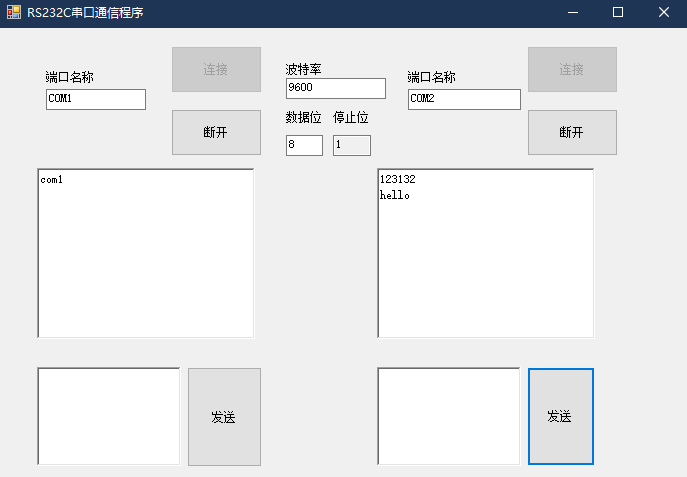 RS232C串口通信程序
端口名称
COM1
连接
断开
波特率
9600
数据位 停止位
8 1
端口名称
COM2
连接
断开
com1
123132
hello
发送
发送